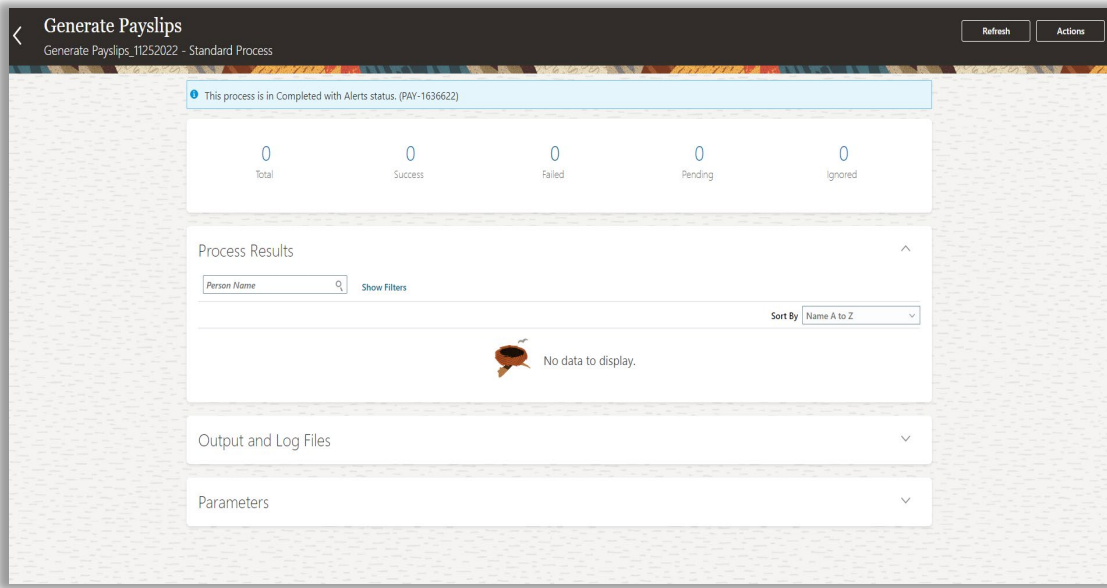 Generate Payslips
Generate Payslips_11252022 - Standard Process
Refresh
Actions
This process is in Completed with Alerts status. (PAY-1636622)
0 0 0 0 0
Total Success Failed Pending Ignored
Process Results
Person Name Show Filters
Sort By Name A to Z
No data to display.
Output and Log Files
Parameters